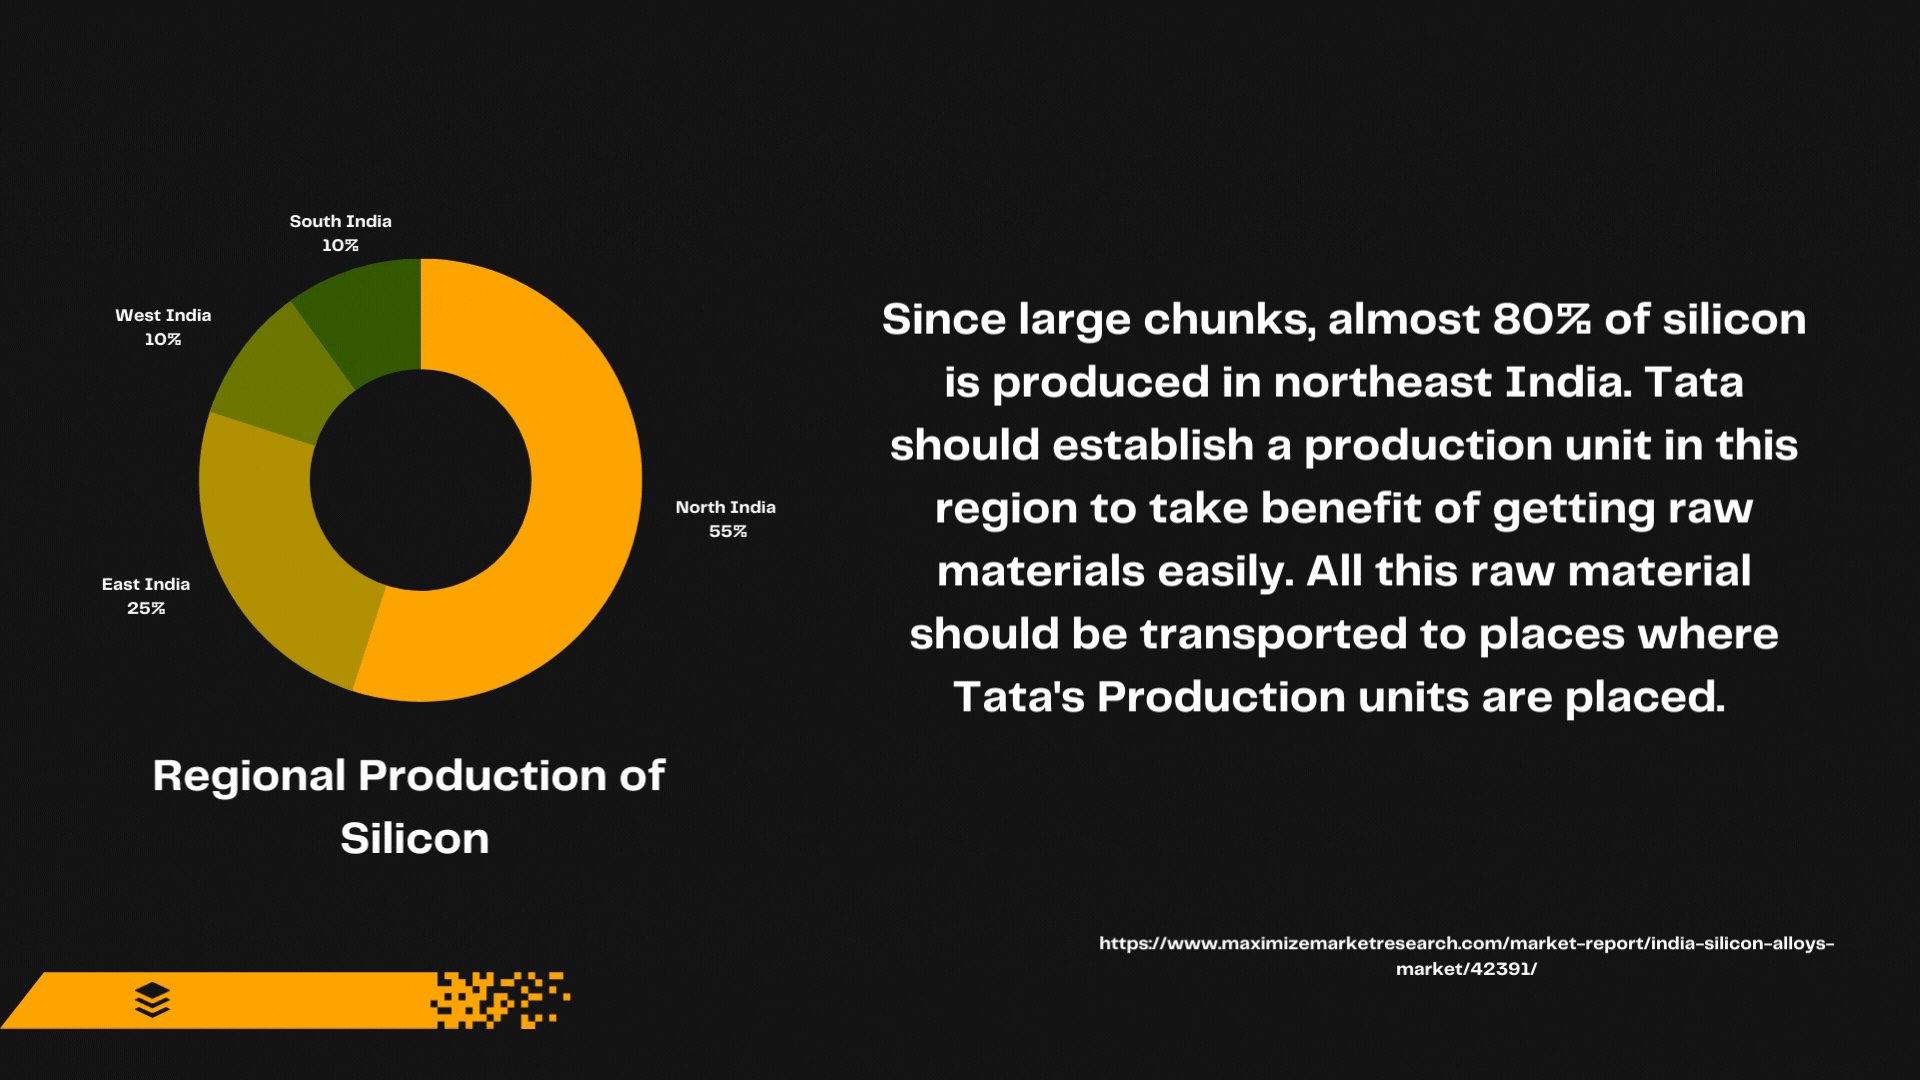 South India
10%
West India
10%
North India
55%
East India
25%
Regional Production of
Silicon
Since large chunks, almost 80% of silicon
is produced in northeast India. Tata
should establish a production unit in this
region to take benefit of getting raw
materials easily. All this raw material
should be transported to places where
Tata's Production units are placed.
https://www.maximizemarketresearch.com/market-report/india-silicon-alloys-
market/42391/